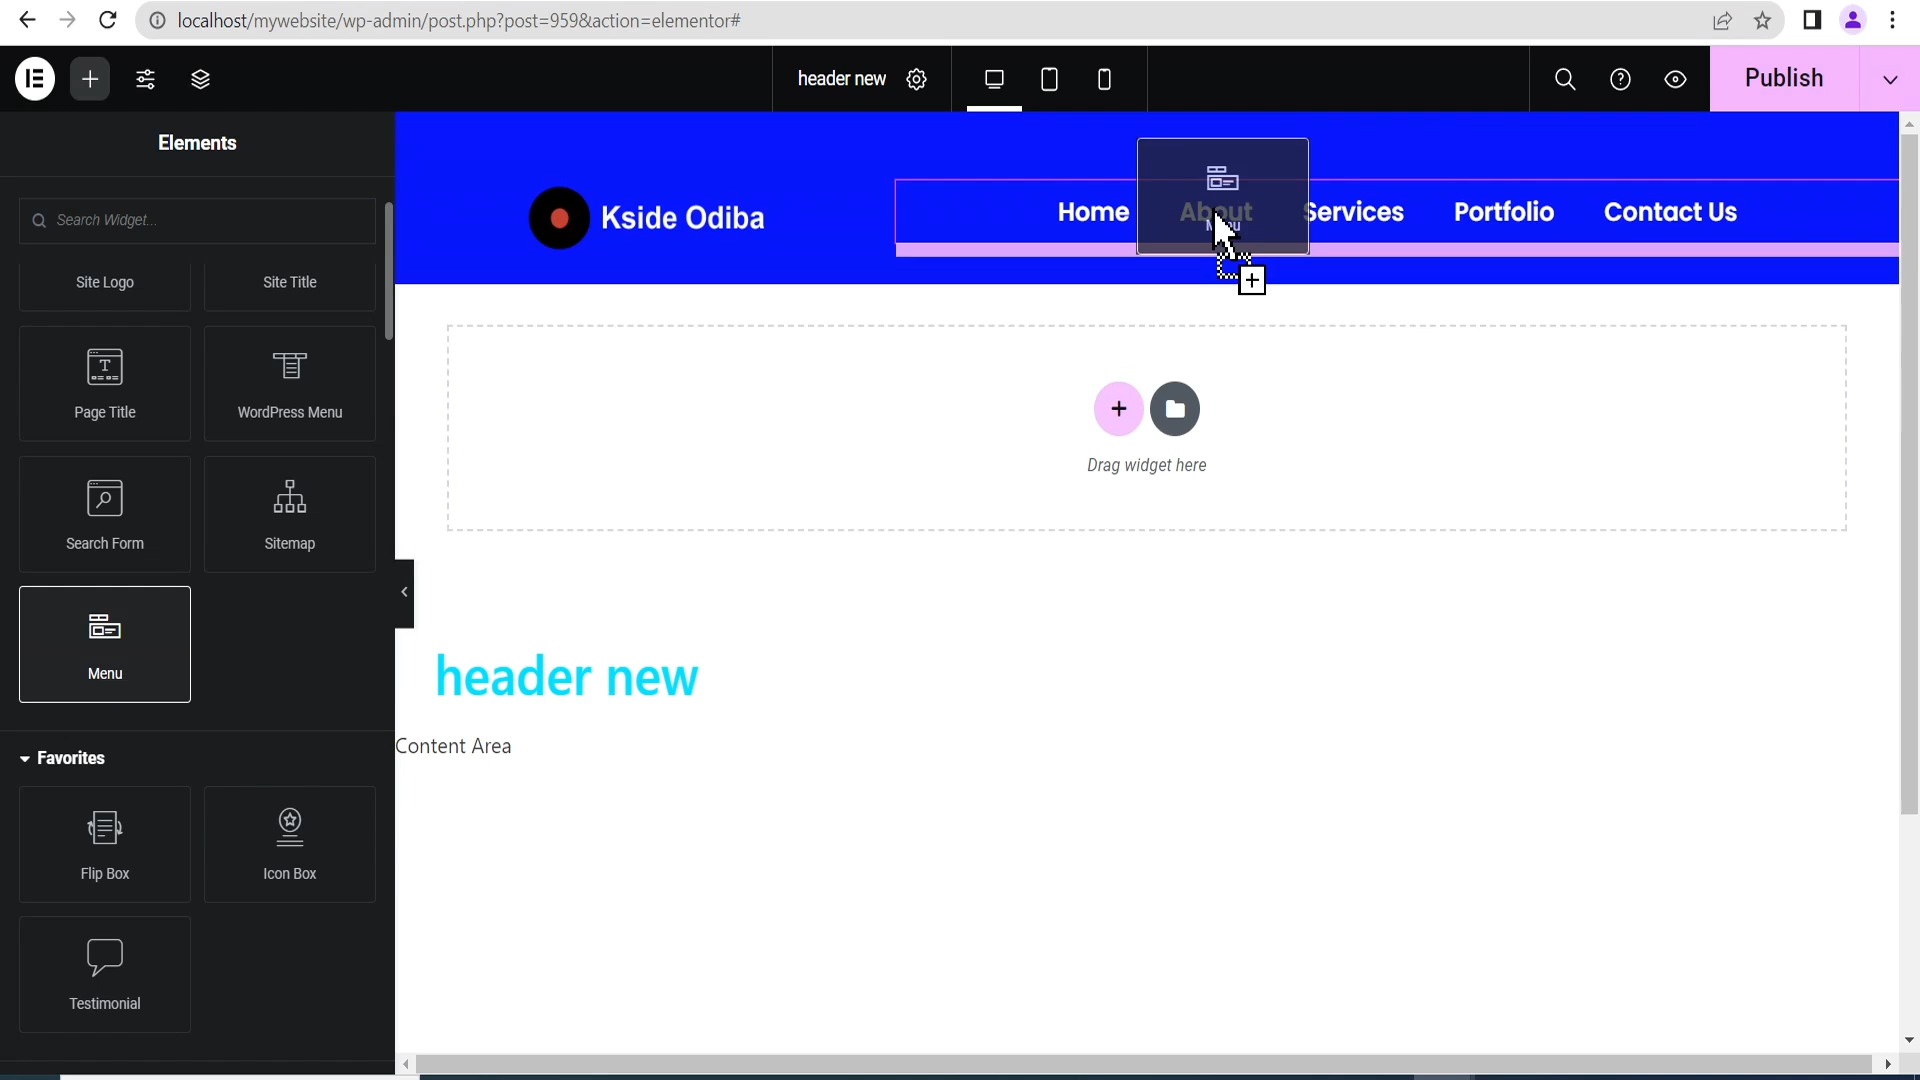 localhost/mywebsite/wp-admin/post.php?post=959&action=elementor#
header new
Publish
Elements
Search Widget...
Site Logo
Site Title
Page Title
WordPress Menu
Search Form
Sitemap
Menu
Favorites
Flip Box
Icon Box
Testimonial
Kside Odiba
Home About Services Portfolio Contact Us
Menu
Drag widget here
header new
Content Area